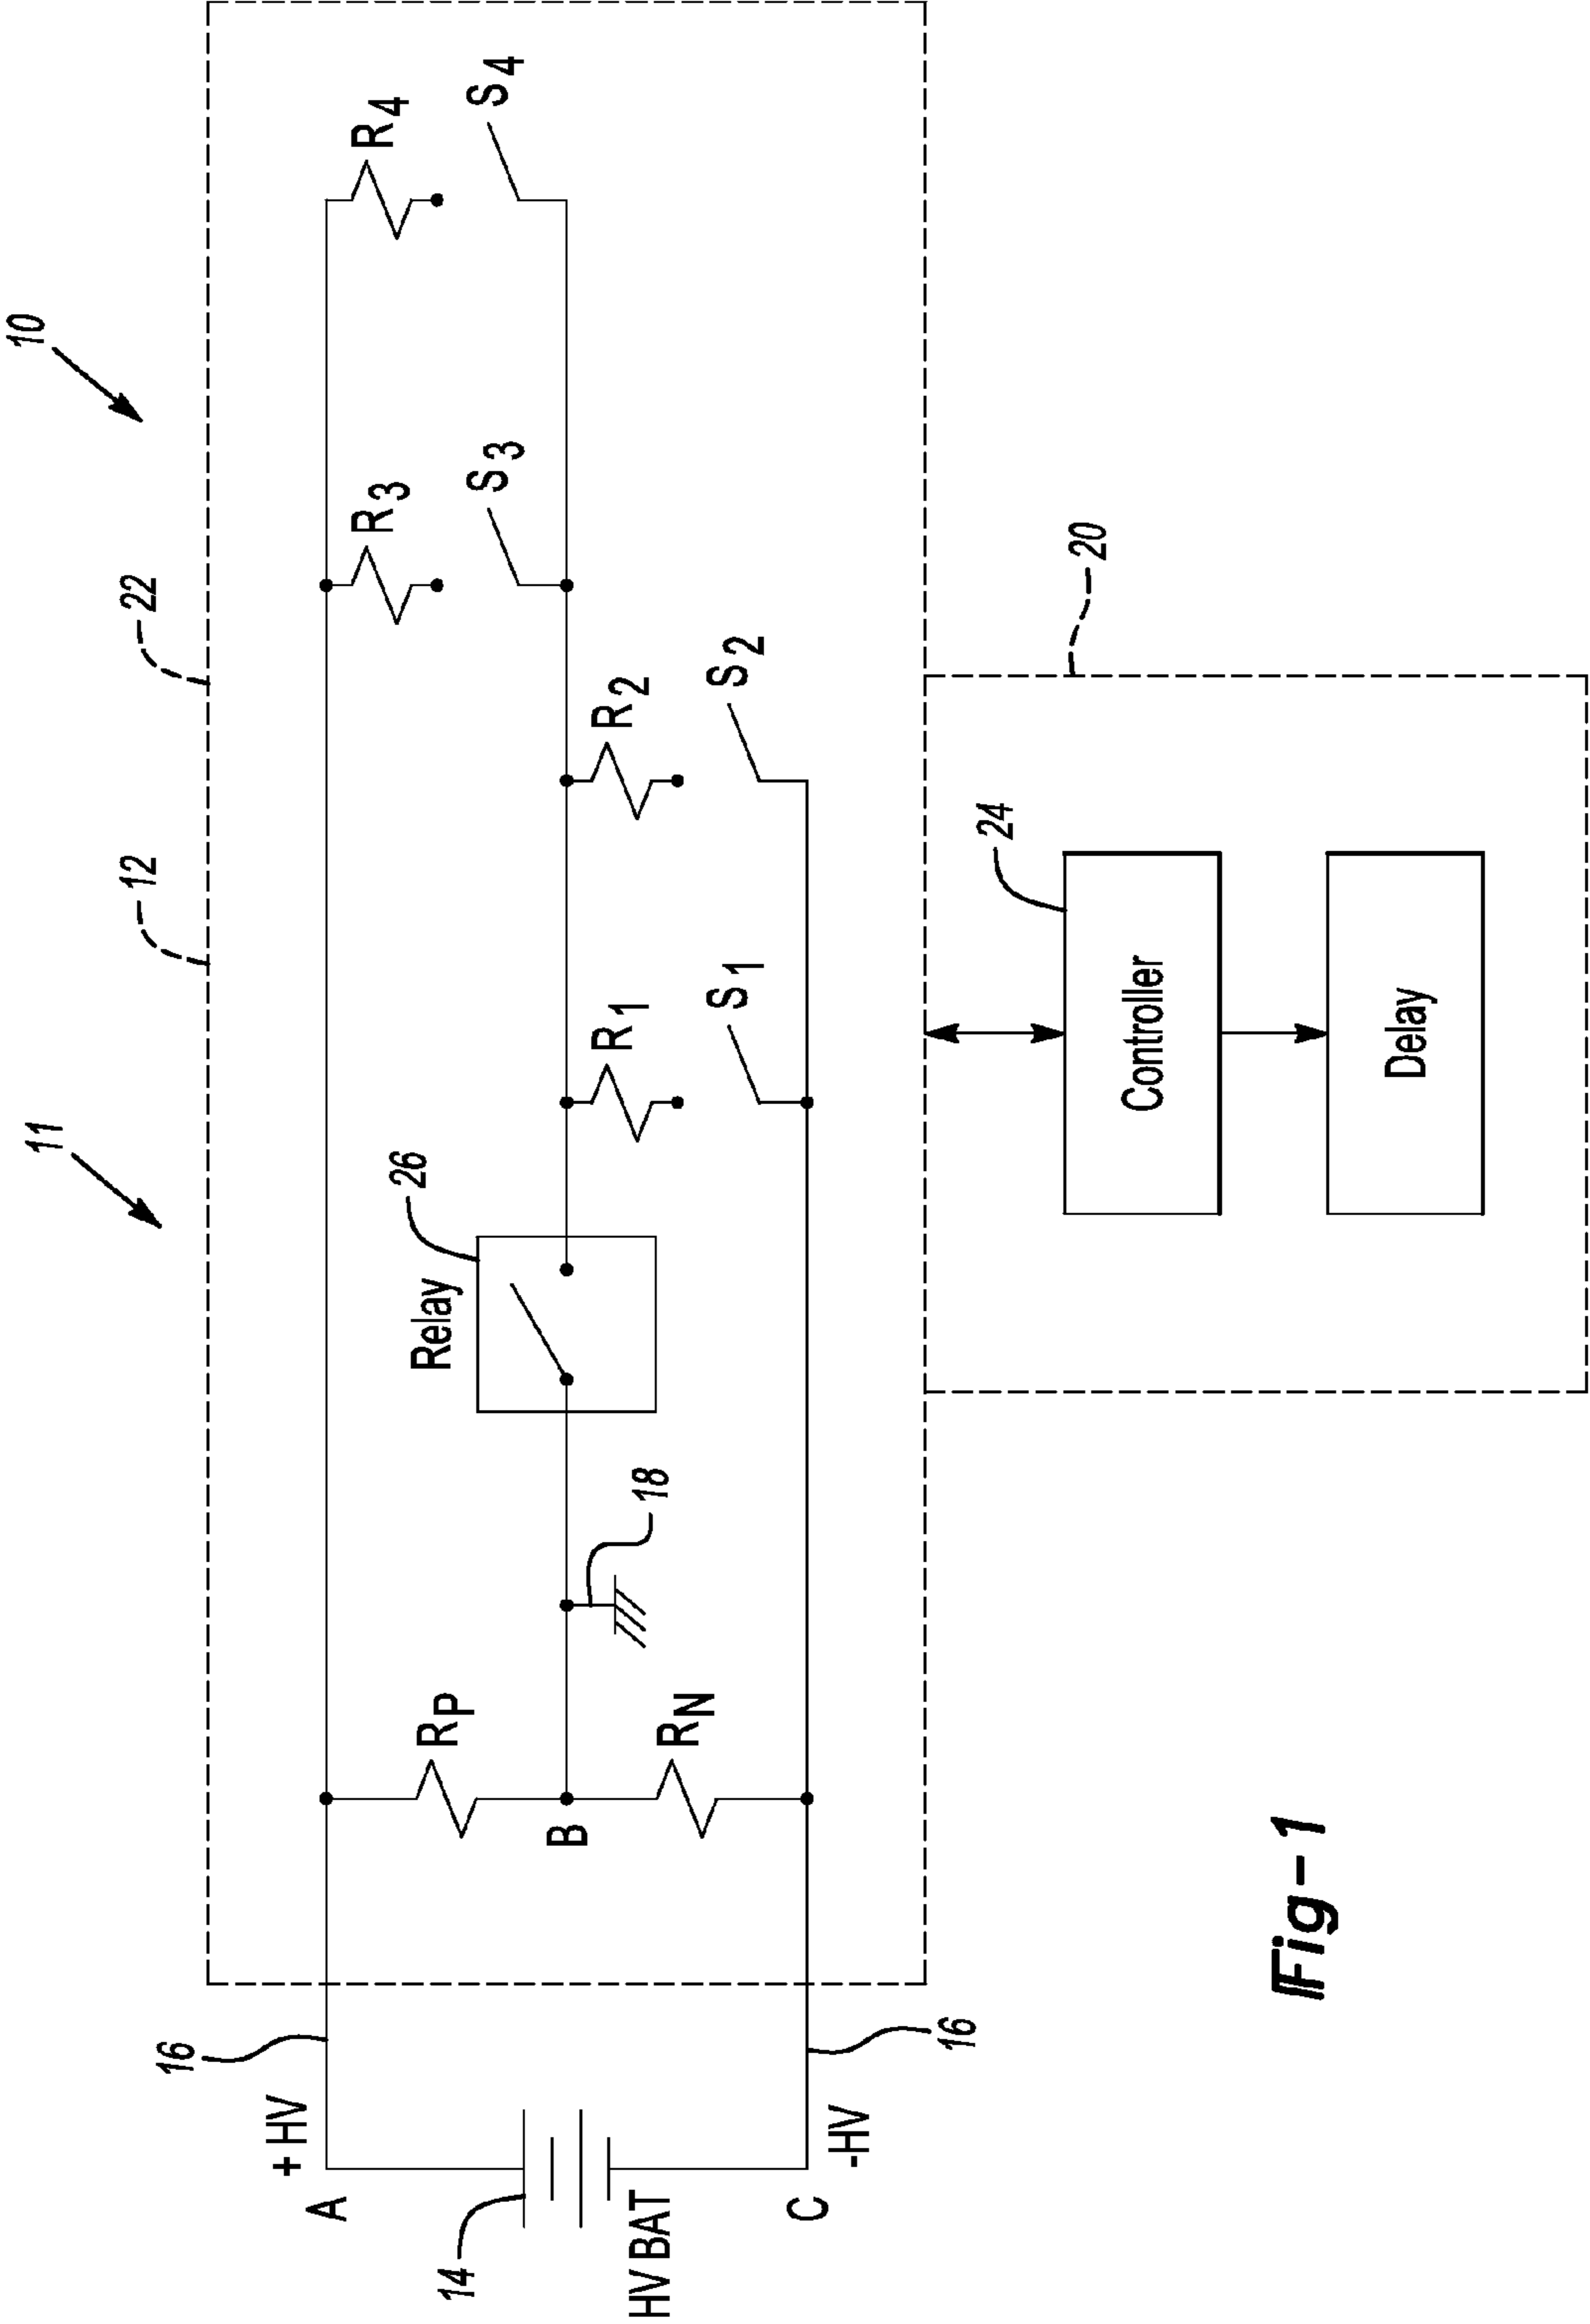 10
11
12
22
+ HV
A
16
R4
S4
R3
S3
Relay
26
RP
B
R2
S2
R1
S1
14
18
RN
HV BAT
C
-HV
16
20
24
Controller
Delay
Fig-1